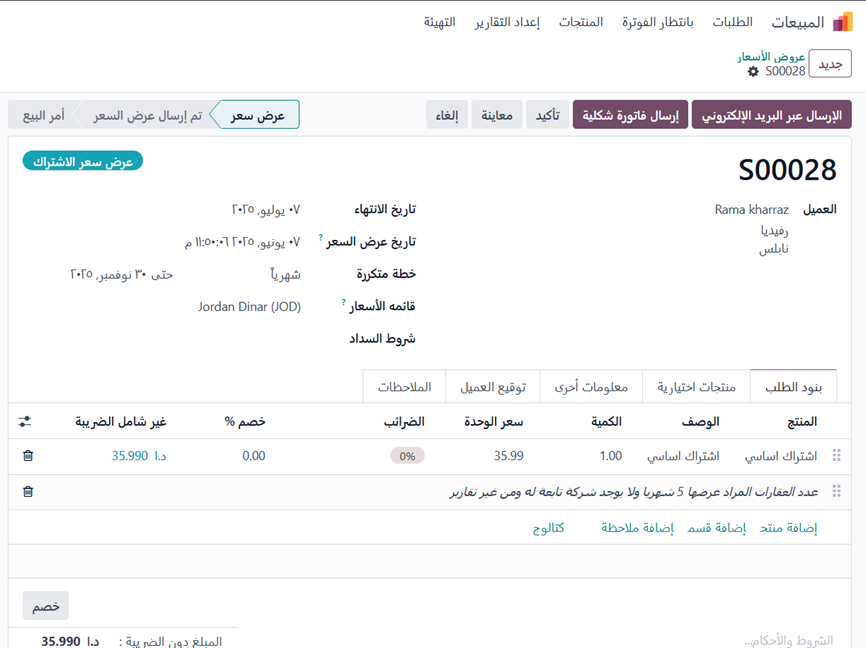 المبيعات الطلبات بانتظار الفوترة المنتجات إعداد التقارير التهيئة
جديد
عروض الأسعار
S00028
الإرسال عبر البريد الإلكتروني إرسال فاتورة شكلية تأكيد معاينة إلغاء
عرض سعر تم إرسال عرض السعر أمر البيع
عرض سعر الاشتراك
S00028
العميل Rama kharraz
رفيديا
نابلس
تاريخ الانتهاء ٠٧ يوليو, ٢٠٢٥
تاريخ عرض السعر ? ٠٧ يونيو, ٢٠٢٥ ١١:٥٠:٠٦ م
خطة متكررة شهرياً حتى ٣٠ نوفمبر, ٢٠٢٥
قائمه الأسعار ? Jordan Dinar (JOD)
شروط السداد
بنود الطلب منتجات اختيارية معلومات أخرى توقيع العميل الملاحظات
المنتج الوصف الكمية سعر الوحدة الضرائب خصم % غير شامل الضريبة
اشتراك اساسي اشتراك اساسي 1.00 35.99 0% 0.00 35.990 د.ا
عدد العقارات المراد عرضها 5 شهريا ولا يوجد شركة تابعة له ومن غير تقارير
إضافة منتج إضافة قسم إضافة ملاحظة كتالوج
خصم
الشروط والأحكام...
المبلغ دون الضريبة : 35.990 د.ا